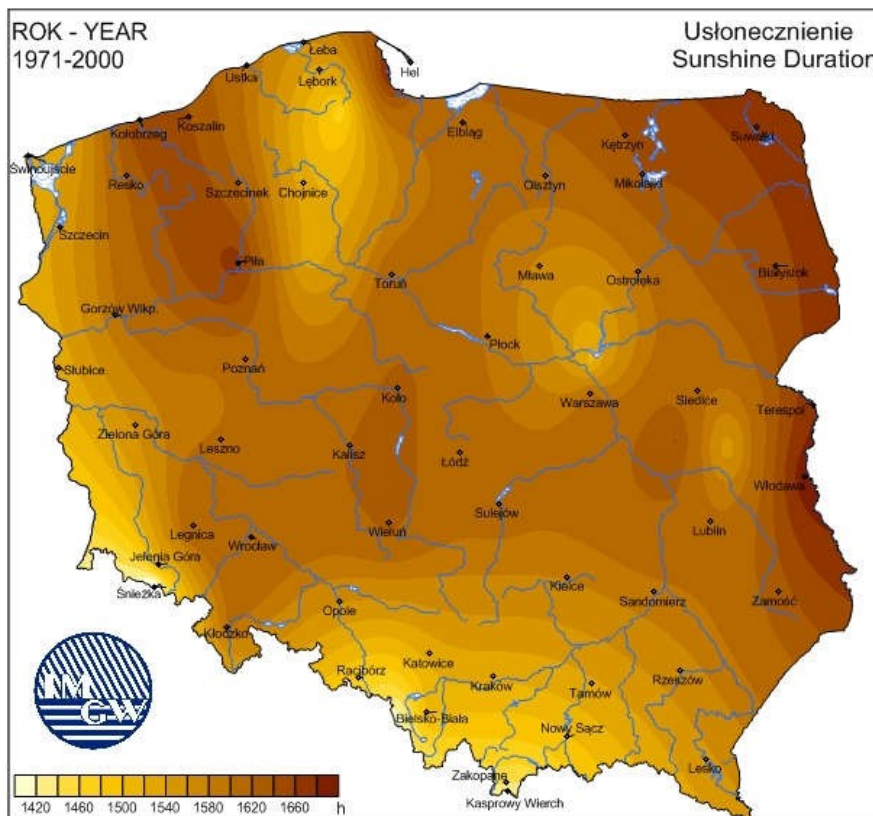 ROK - YEAR
1971-2000
Usłonecznienie
Sunshine Duration
Łeba
Ustka
Lębork
Hel
Kołobrzeg
Koszalin
Elbląg
Suwałki
Kętrzyn
Świnoujście
Resko
Szczecinek
Chojnice
Olsztyn
Mikołajki
Szczecin
Piła
Toruń
Mława
Ostrołęka
Białystok
Gorzów Wlkp.
Płock
Słubice
Poznań
Koło
Warszawa
Siedlce
Terespol
Zielona Góra
Leszno
Kalisz
Łódź
Włodawa
Sulejów
Lublin
Legnica
Wrocław
Wieluń
Jelenia Góra
Śnieżka
Opole
Kielce
Sandomierz
Zamość
Kłodzko
Racibórz
Katowice
Kraków
Tarnów
Rzeszów
Bielsko-Biała
Nowy Sącz
Lesko
Zakopane
Kasprowy Wierch
IM
GW
1420 1460 1500 1540 1580 1620 1660 h